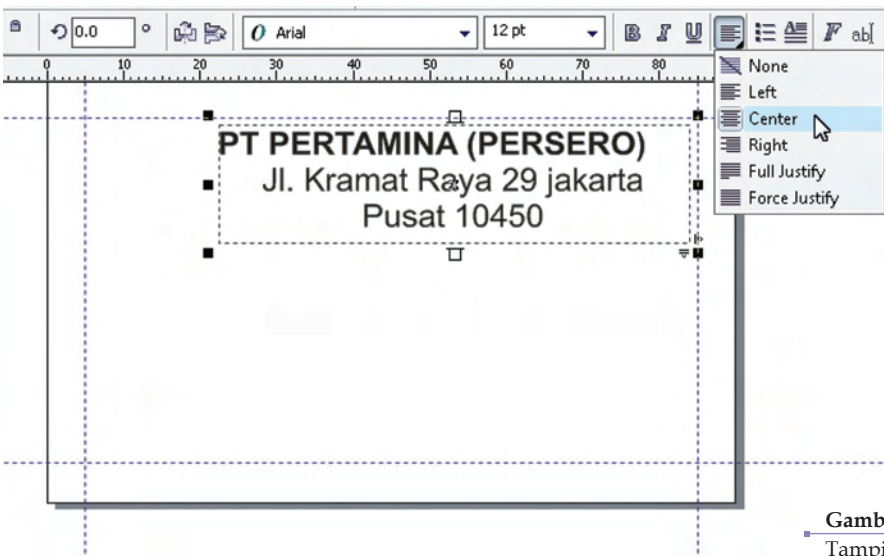 0.0 ° O Arial 12 pt B I U F ab
0 10 20 30 40 50 60 70 80
None
Left
Center
Right
Full Justify
Force Justify
PT PERTAMINA (PERSERO)
Jl. Kramat Raya 29 jakarta
Pusat 10450
Gamb
Tampi